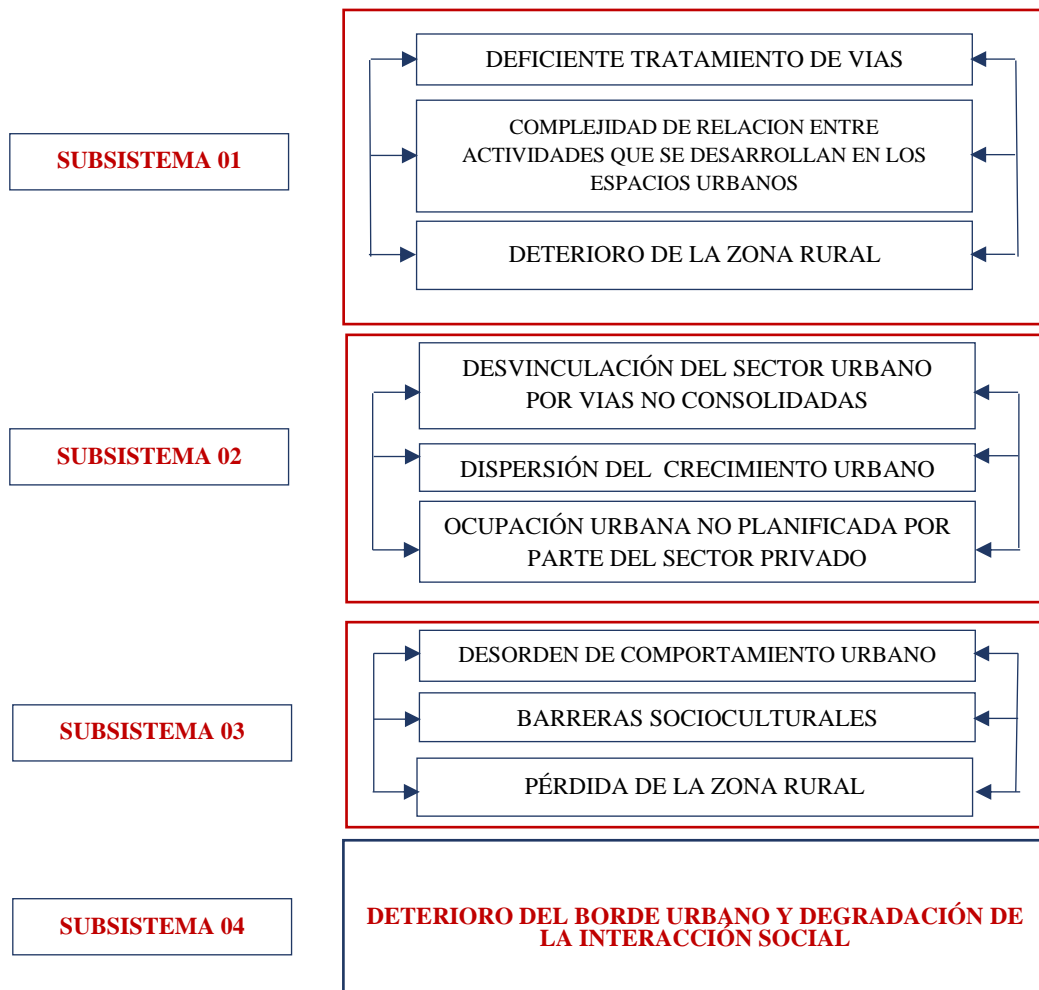 SUBSISTEMA 01
DEFICIENTE TRATAMIENTO DE VIAS
COMPLEJIDAD DE RELACION ENTRE
ACTIVIDADES QUE SE DESARROLLAN EN LOS
ESPACIOS URBANOS
DETERIORO DE LA ZONA RURAL
SUBSISTEMA 02
DESVINCULACIÓN DEL SECTOR URBANO
POR VIAS NO CONSOLIDADAS
DISPERSIÓN DEL CRECIMIENTO URBANO
OCUPACIÓN URBANA NO PLANIFICADA POR
PARTE DEL SECTOR PRIVADO
SUBSISTEMA 03
DESORDEN DE COMPORTAMIENTO URBANO
BARRERAS SOCIOCULTURALES
PÉRDIDA DE LA ZONA RURAL
SUBSISTEMA 04
DETERIORO DEL BORDE URBANO Y DEGRADACIÓN DE
LA INTERACCIÓN SOCIAL